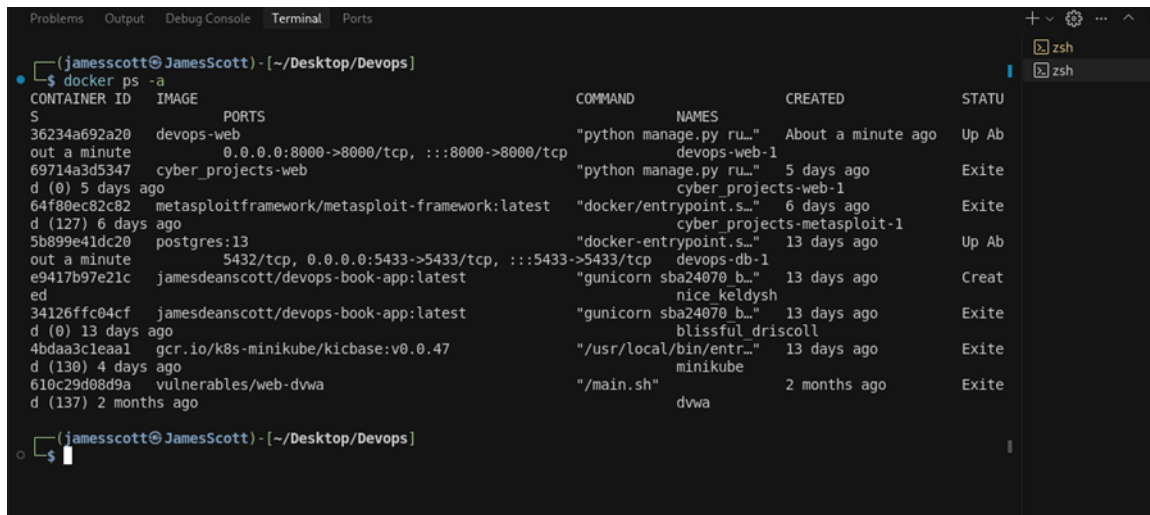 Problems Output Debug Console Terminal Ports
zsh
zsh
(jamesscott㉿JamesScott)-[~/Desktop/Devops]
$ docker ps -a
CONTAINER ID IMAGE COMMAND CREATED STATU
S PORTS NAMES
36234a692a20 devops-web "python manage.py ru…" About a minute ago Up Ab
out a minute 0.0.0.0:8000->8000/tcp, :::8000->8000/tcp devops-web-1
69714a3d5347 cyber_projects-web "python manage.py ru…" 5 days ago Exite
d (0) 5 days ago cyber_projects-web-1
64f80ec82c82 metasploitframework/metasploit-framework:latest "docker/entrypoint.s…" 6 days ago Exite
d (127) 6 days ago cyber_projects-metasploit-1
5b899e41dc20 postgres:13 "docker-entrypoint.s…" 13 days ago Up Ab
out a minute 5432/tcp, 0.0.0.0:5433->5433/tcp, :::5433->5433/tcp devops-db-1
e9417b97e21c jamesdeanscott/devops-book-app:latest "gunicorn sba24070_b…" 13 days ago Creat
ed nice_keldysh
34126ffc04cf jamesdeanscott/devops-book-app:latest "gunicorn sba24070_b…" 13 days ago Exite
d (0) 13 days ago blissful_driscoll
4bdaa3c1eaa1 gcr.io/k8s-minikube/kicbase:v0.0.47 "/usr/local/bin/entr…" 13 days ago Exite
d (130) 4 days ago minikube
610c29d08d9a vulnerables/web-dvwa "/main.sh" 2 months ago Exite
d (137) 2 months ago dvwa
(jamesscott㉿JamesScott)-[~/Desktop/Devops]
$